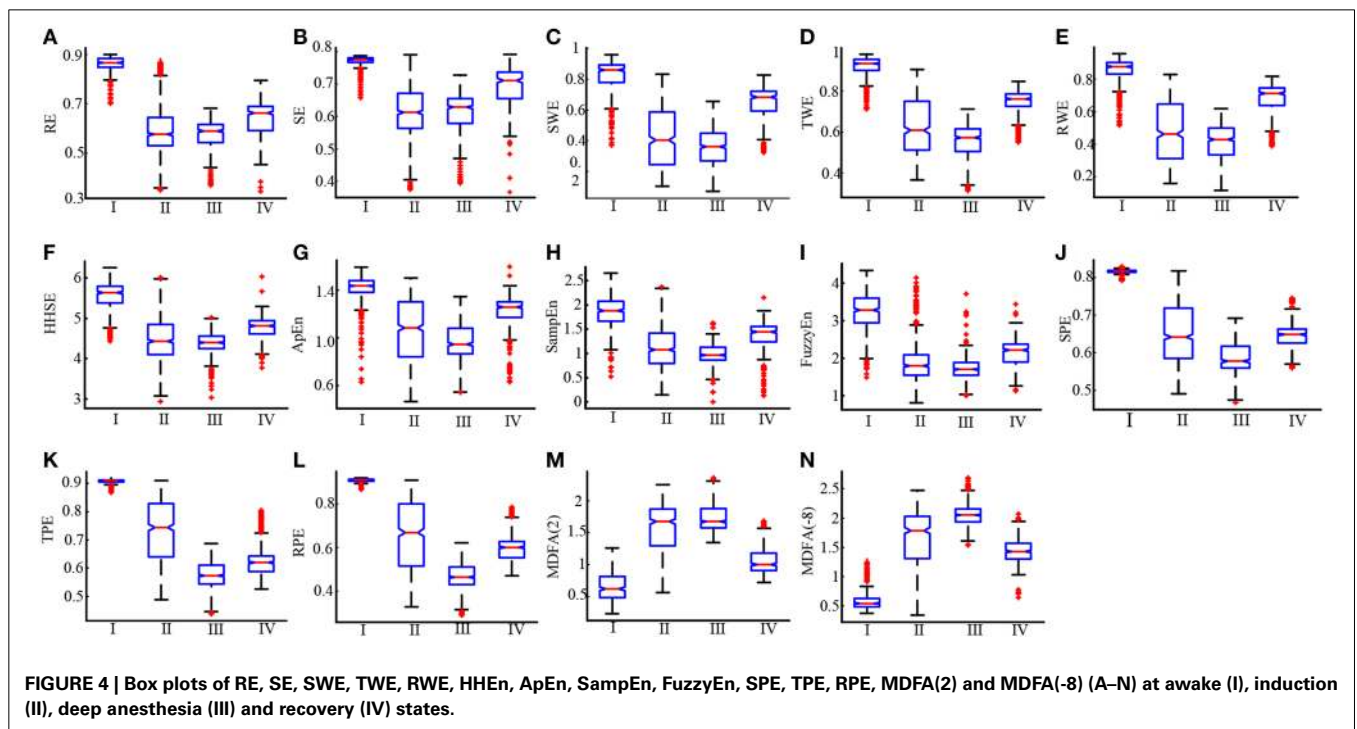 A
RE
0.9
0.7
0.5
0.3
I II III IV
B
SE
0.8
0.7
0.6
0.5
0.4
I II III IV
C
SWE
1
0.8
0.6
0.4
0.
2
I II III IV
D
TWE
1
0.8
0.6
0.4
I II III IV
E
RWE
1
0.8
0.6
0.4
0.2
I II III IV
F
HHSE
6
5
4
3
I II III IV
G
ApEn
1.4
1.0
0.6
I II III IV
H
SampEn
2.5
2
1.5
1
0.5
0
I II III IV
I
FuzzyEn
4
3
2
1
I II III IV
J
SPE
0.8
0.7
0.6
0.5
I II III IV
K
TPE
0.9
0.8
0.7
0.6
0.5
I II III IV
L
RPE
0.8
0.6
0.4
I II III IV
M
MDFA(2)
2
1.5
1
0.5
I II III IV
N
MDFA(-8)
2.5
2
1.5
1
0.5
I II III IV
FIGURE 4 | Box plots of RE, SE, SWE, TWE, RWE, HHEn, ApEn, SampEn, FuzzyEn, SPE, TPE, RPE, MDFA(2) and MDFA(-8) (A–N) at awake (I), induction
(II), deep anesthesia (III) and recovery (IV) states.